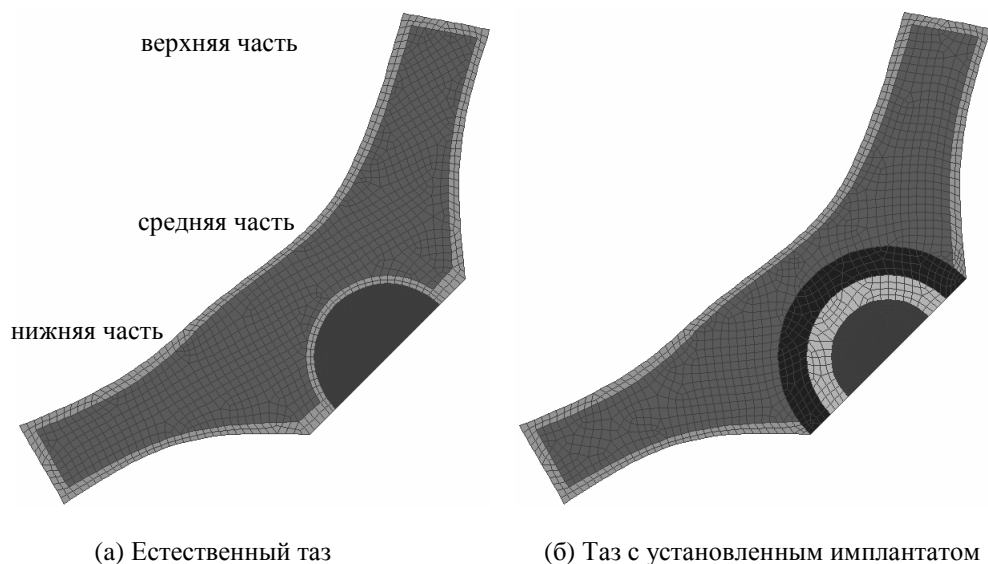 верхняя часть
средняя часть
нижняя часть
(а) Естественный таз
(б) Таз с установленным имплантатом